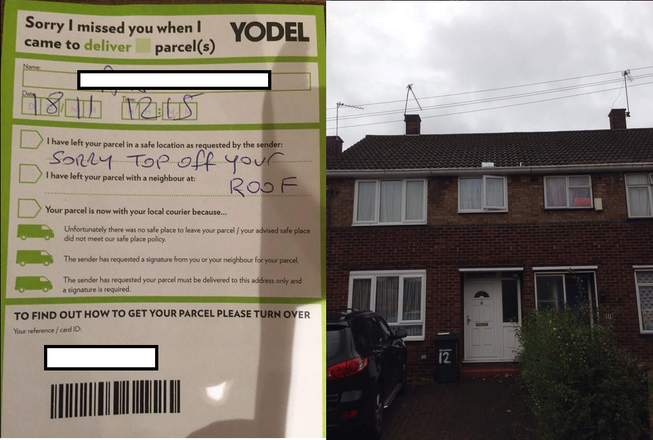 Sorry I missed you when I
came to deliver parcel(s)
YODEL
Name:
Date:
18 11 12:15
I have left your parcel in a safe location as requested by the sender:
SORRY TOP OFF YOUR
I have left your parcel with a neighbour at:
ROOF
Your parcel is now with your local courier because...
Unfortunately there was no safe place to leave your parcel / your advised safe place
did not meet our safe place policy.
The sender has requested a signature from you or your neighbour for your parcel.
The sender has requested your parcel must be delivered to this address only and
a signature is required.
TO FIND OUT HOW TO GET YOUR PARCEL PLEASE TURN OVER
Your reference / card ID:
12
10